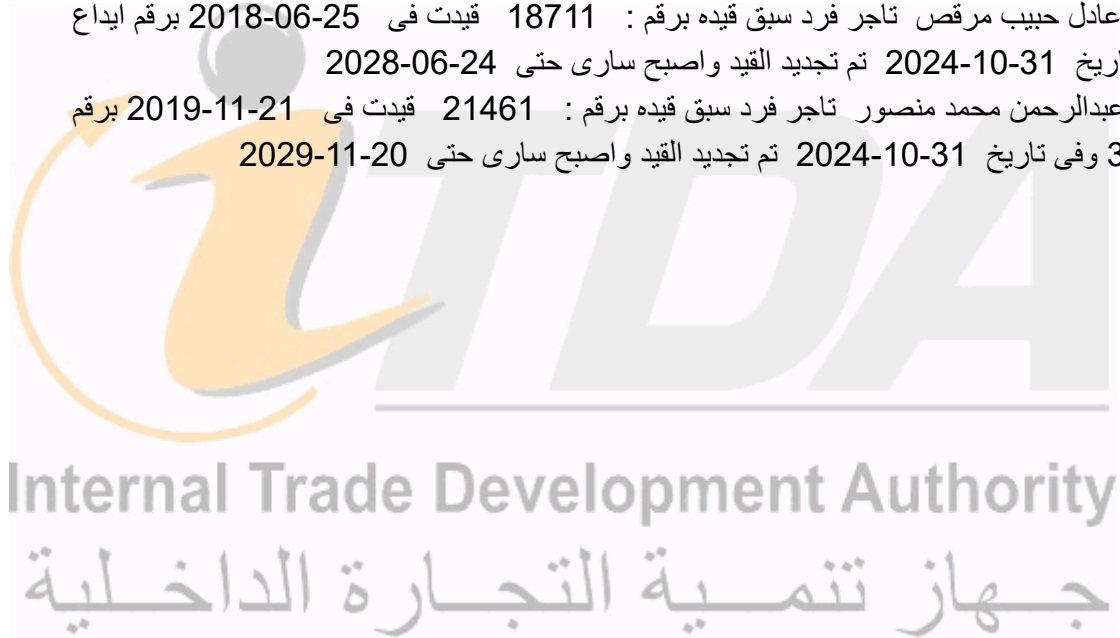 عادل حبيب مرقص تاجر فرد سبق قيده برقم : 18711 قيدت فى 25-06-2018 برقم ايداع
اريخ 31-10-2024 تم تجديد القيد واصبح سارى حتى 24-06-2028
عبدالرحمن محمد منصور تاجر فرد سبق قيده برقم : 21461 قيدت فى 21-11-2019 برقم
3 وفى تاريخ 31-10-2024 تم تجديد القيد واصبح سارى حتى 20-11-2029
iTDA
Internal Trade Development Authority
جهاز تنمية التجارة الداخلية